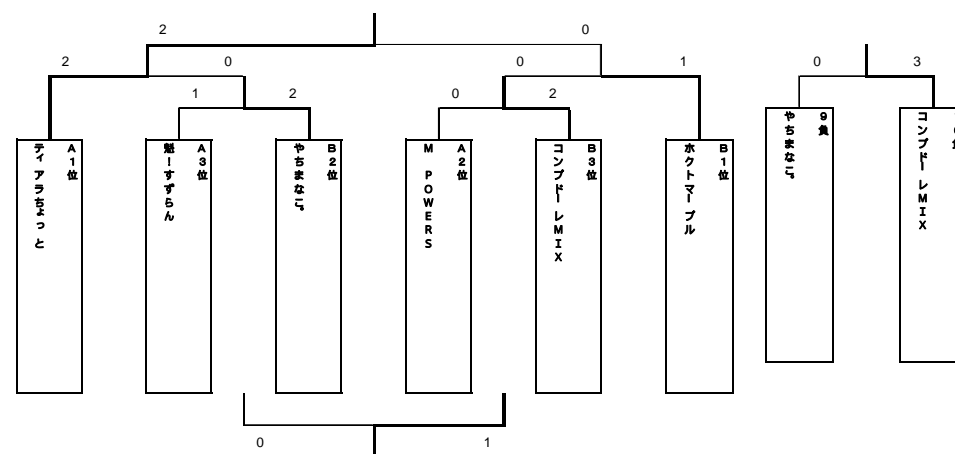 2 0
2 0 0 1 0 3
1 2 0 2
A1位
ティアラちょっと
A3位
魁!すずらん
B2位
やちまなこ。
A2位
M POWERS
B3位
コンプドーレMIX
B1位
ホクトマーブル
9負
やちまなこ。
コンプドーレMIX
0 1